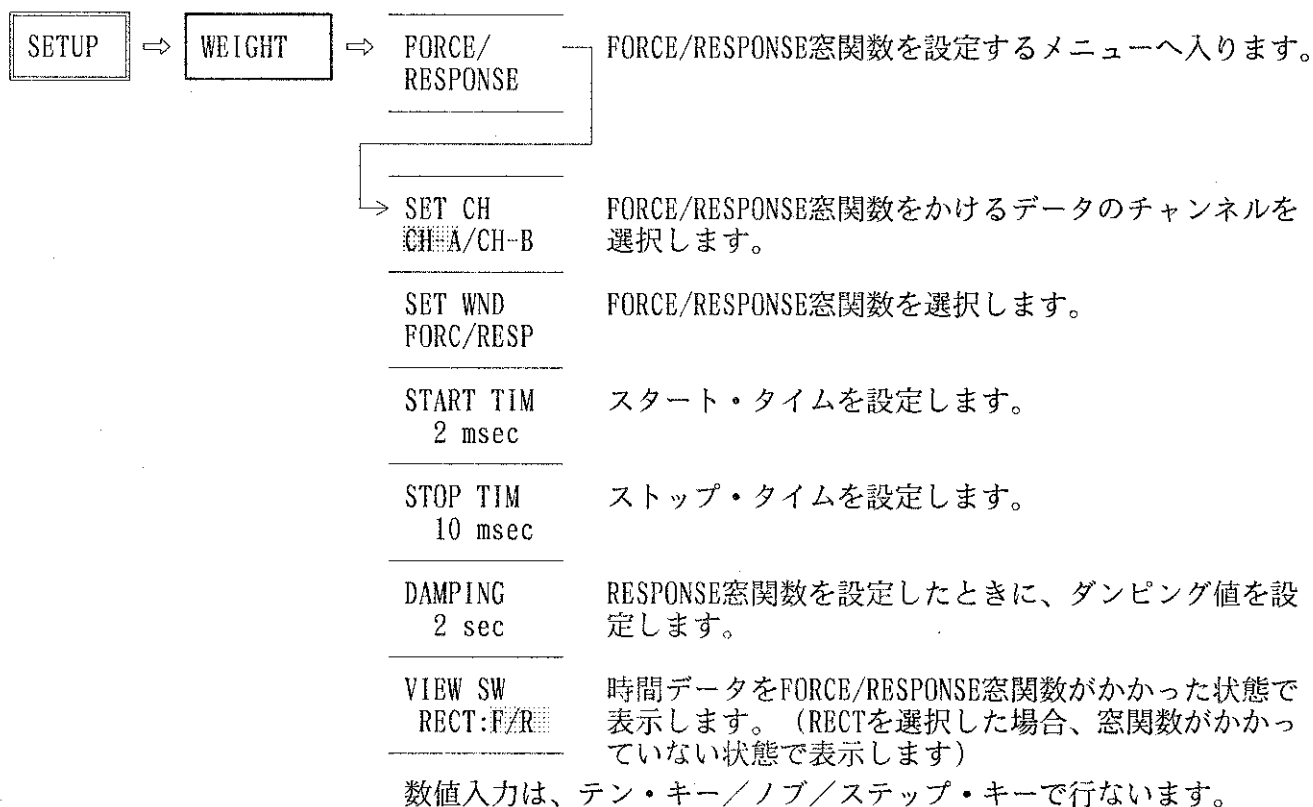 SETUP ⇨ WEIGHT ⇨ FORCE/ FORCE/RESPONSE窓関数を設定するメニューへ入ります。
RESPONSE
SET CH FORCE/RESPONSE窓関数をかけるデータのチャンネルを
CH-A/CH-B 選択します。
SET WND FORCE/RESPONSE窓関数を選択します。
FORC/RESP
START TIM スタート・タイムを設定します。
2 msec
STOP TIM ストップ・タイムを設定します。
10 msec
DAMPING RESPONSE窓関数を設定したときに、ダンピング値を設
2 sec 定します。
VIEW SW 時間データをFORCE/RESPONSE窓関数がかかった状態で
RECT:F/R 表示します。（RECTを選択した場合、窓関数がかかっ
ていない状態で表示します）
数値入力は、テン・キー／ノブ／ステップ・キーで行ないます。